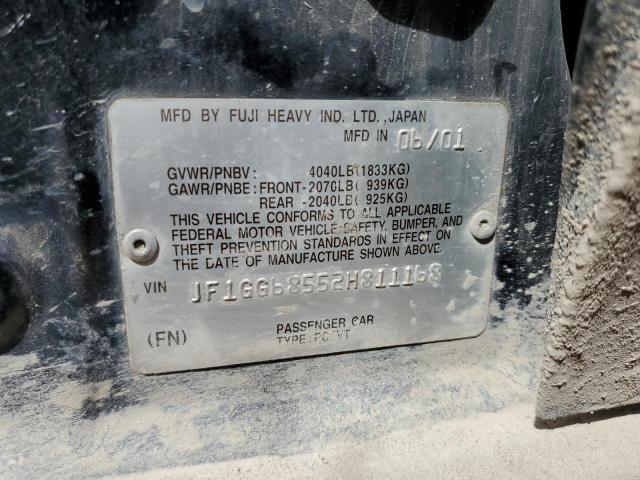 MFD BY FUJI HEAVY IND. LTD., JAPAN
MFD IN 06/01
GVWR/PNBV: 4040LB(1833KG)
GAWR/PNBE: FRONT-2070LB( 939KG)
REAR -2040LB( 925KG)
THIS VEHICLE CONFORMS TO ALL APPLICABLE
FEDERAL MOTOR VEHICLE SAFETY, BUMPER, AND
THEFT PREVENTION STANDARDS IN EFFECT ON
THE DATE OF MANUFACTURE SHOWN ABOVE.
VIN JF1GG68552H811168
PASSENGER CAR
(FN) TYPE: